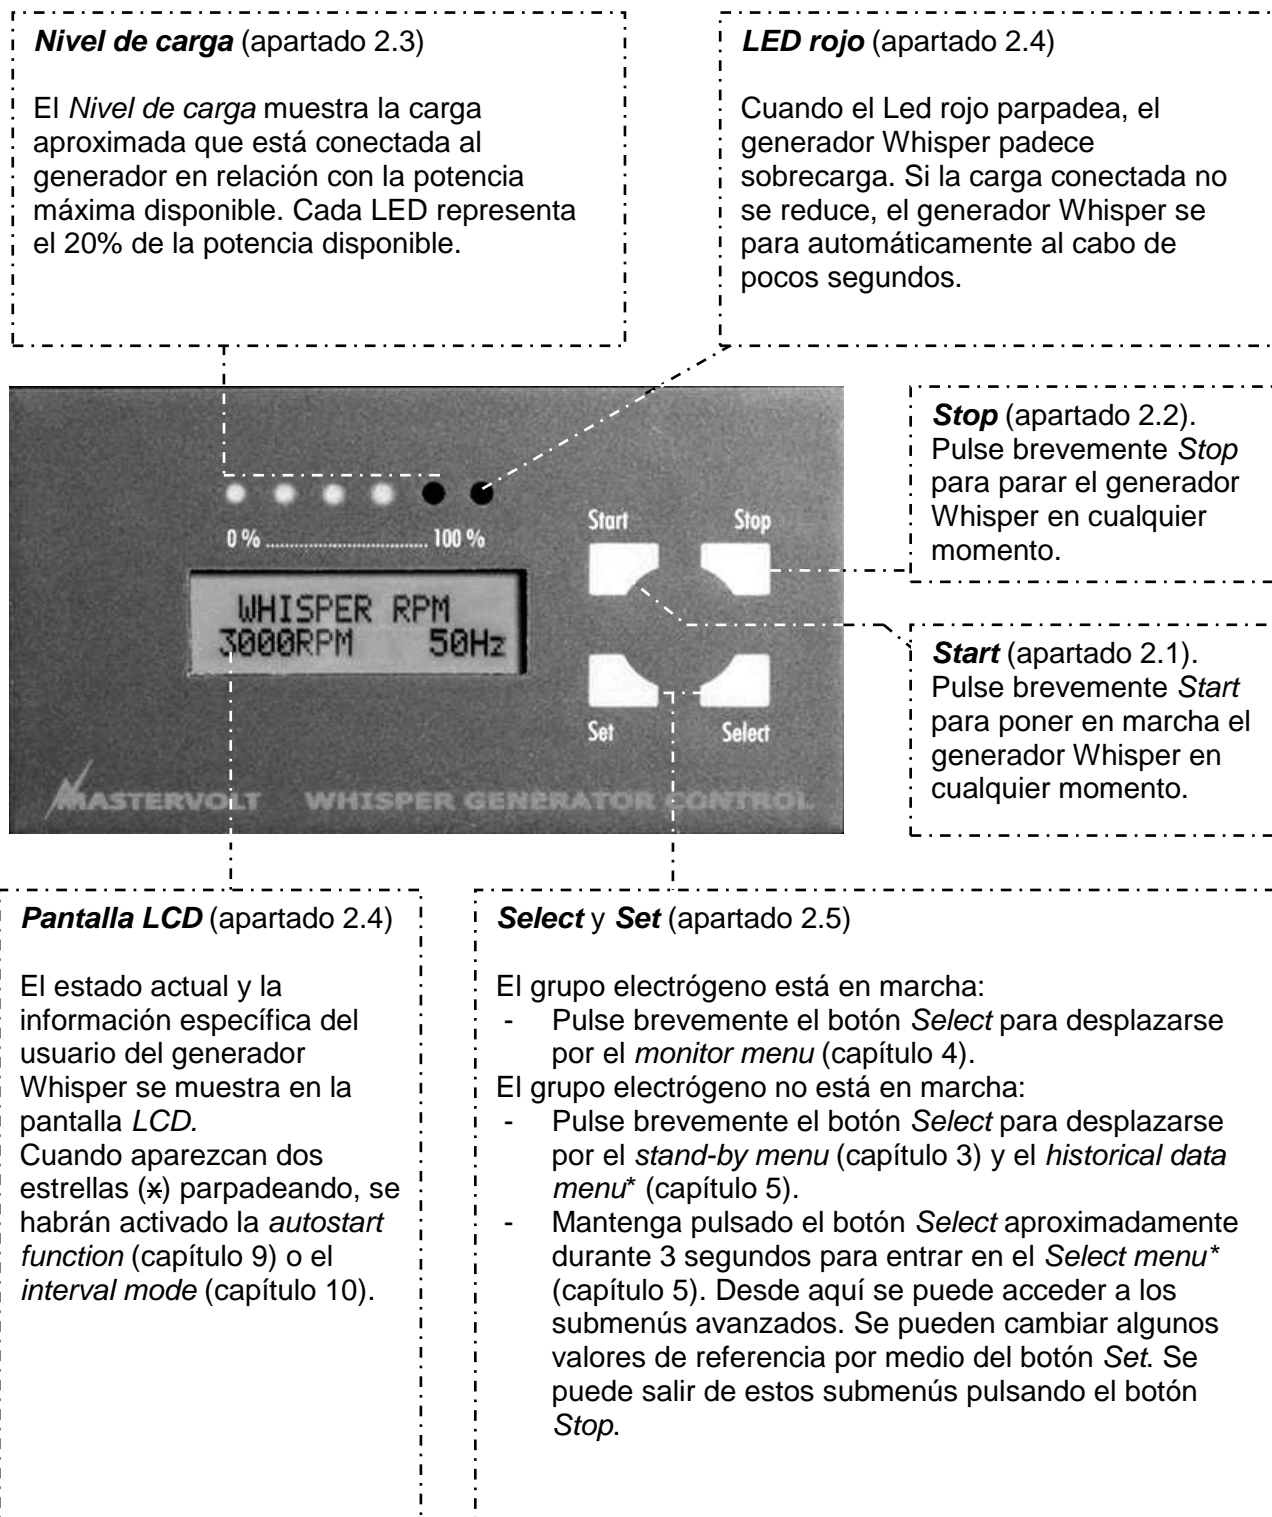 Nivel de carga (apartado 2.3)
El Nivel de carga muestra la carga
aproximada que está conectada al
generador en relación con la potencia
máxima disponible. Cada LED representa
el 20% de la potencia disponible.
LED rojo (apartado 2.4)
Cuando el Led rojo parpadea, el
generador Whisper padece
sobrecarga. Si la carga conectada no
se reduce, el generador Whisper se
para automáticamente al cabo de
pocos segundos.
0 % ............................... 100 %
WHISPER RPM
3000RPM 50Hz
Start Stop
Set Select
MASTERVOLT WHISPER GENERATOR CONTROL
Stop (apartado 2.2).
Pulse brevemente Stop
para parar el generador
Whisper en cualquier
momento.
Start (apartado 2.1).
Pulse brevemente Start
para poner en marcha el
generador Whisper en
cualquier momento.
Pantalla LCD (apartado 2.4)
El estado actual y la
información específica del
usuario del generador
Whisper se muestra en la
pantalla LCD.
Cuando aparezcan dos
estrellas (⁎) parpadeando, se
habrán activado la autostart
function (capítulo 9) o el
interval mode (capítulo 10).
Select y Set (apartado 2.5)
El grupo electrógeno está en marcha:
- Pulse brevemente el botón Select para desplazarse
por el monitor menu (capítulo 4).
El grupo electrógeno no está en marcha:
- Pulse brevemente el botón Select para desplazarse
por el stand-by menu (capítulo 3) y el historical data
menu* (capítulo 5).
- Mantenga pulsado el botón Select aproximadamente
durante 3 segundos para entrar en el Select menu*
(capítulo 5). Desde aquí se puede acceder a los
submenús avanzados. Se pueden cambiar algunos
valores de referencia por medio del botón Set. Se
puede salir de estos submenús pulsando el botón
Stop.